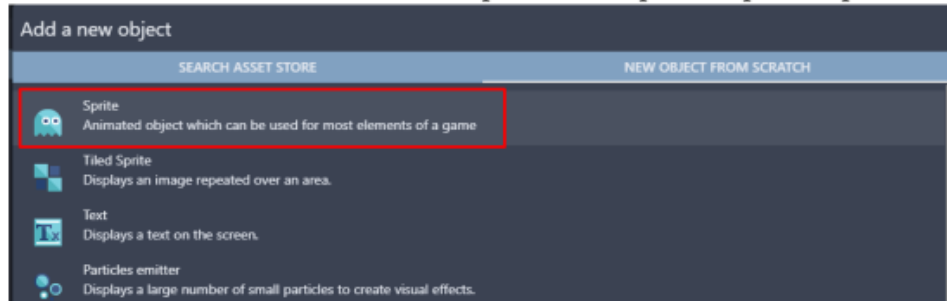 Add a new object
SEARCH ASSET STORE
NEW OBJECT FROM SCRATCH
Sprite
Animated object which can be used for most elements of a game
Tiled Sprite
Displays an image repeated over an area.
Tx
Text
Displays a text on the screen.
Particles emitter
Displays a large number of small particles to create visual effects.